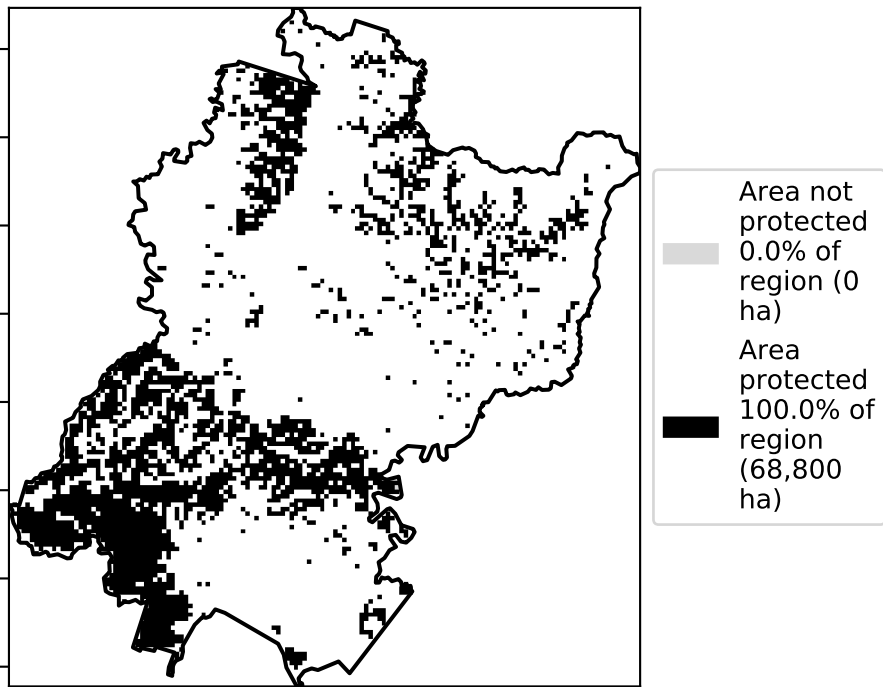 Area not
protected
0.0% of
region (0
ha)
Area
protected
100.0% of
region
(68,800
ha)